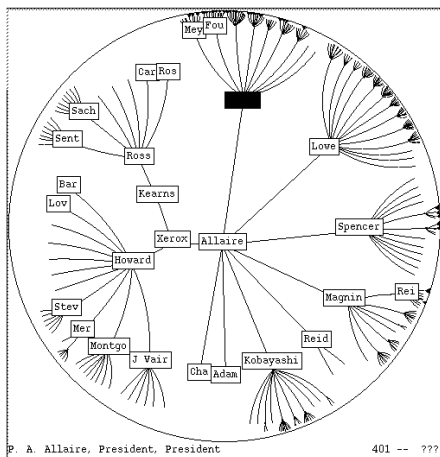 Mey
Fou
Car
Ros
Sach
Sent
Ross
Love
Bar
Kearns
Lov
Spencer
Xerox
Allaire
Howard
Rei
Magnin
Stev
Mer
Montgo
J Vair
Reid
Kobayashi
Cha
Adam
P. A. Allaire, President, President
401 -- ???